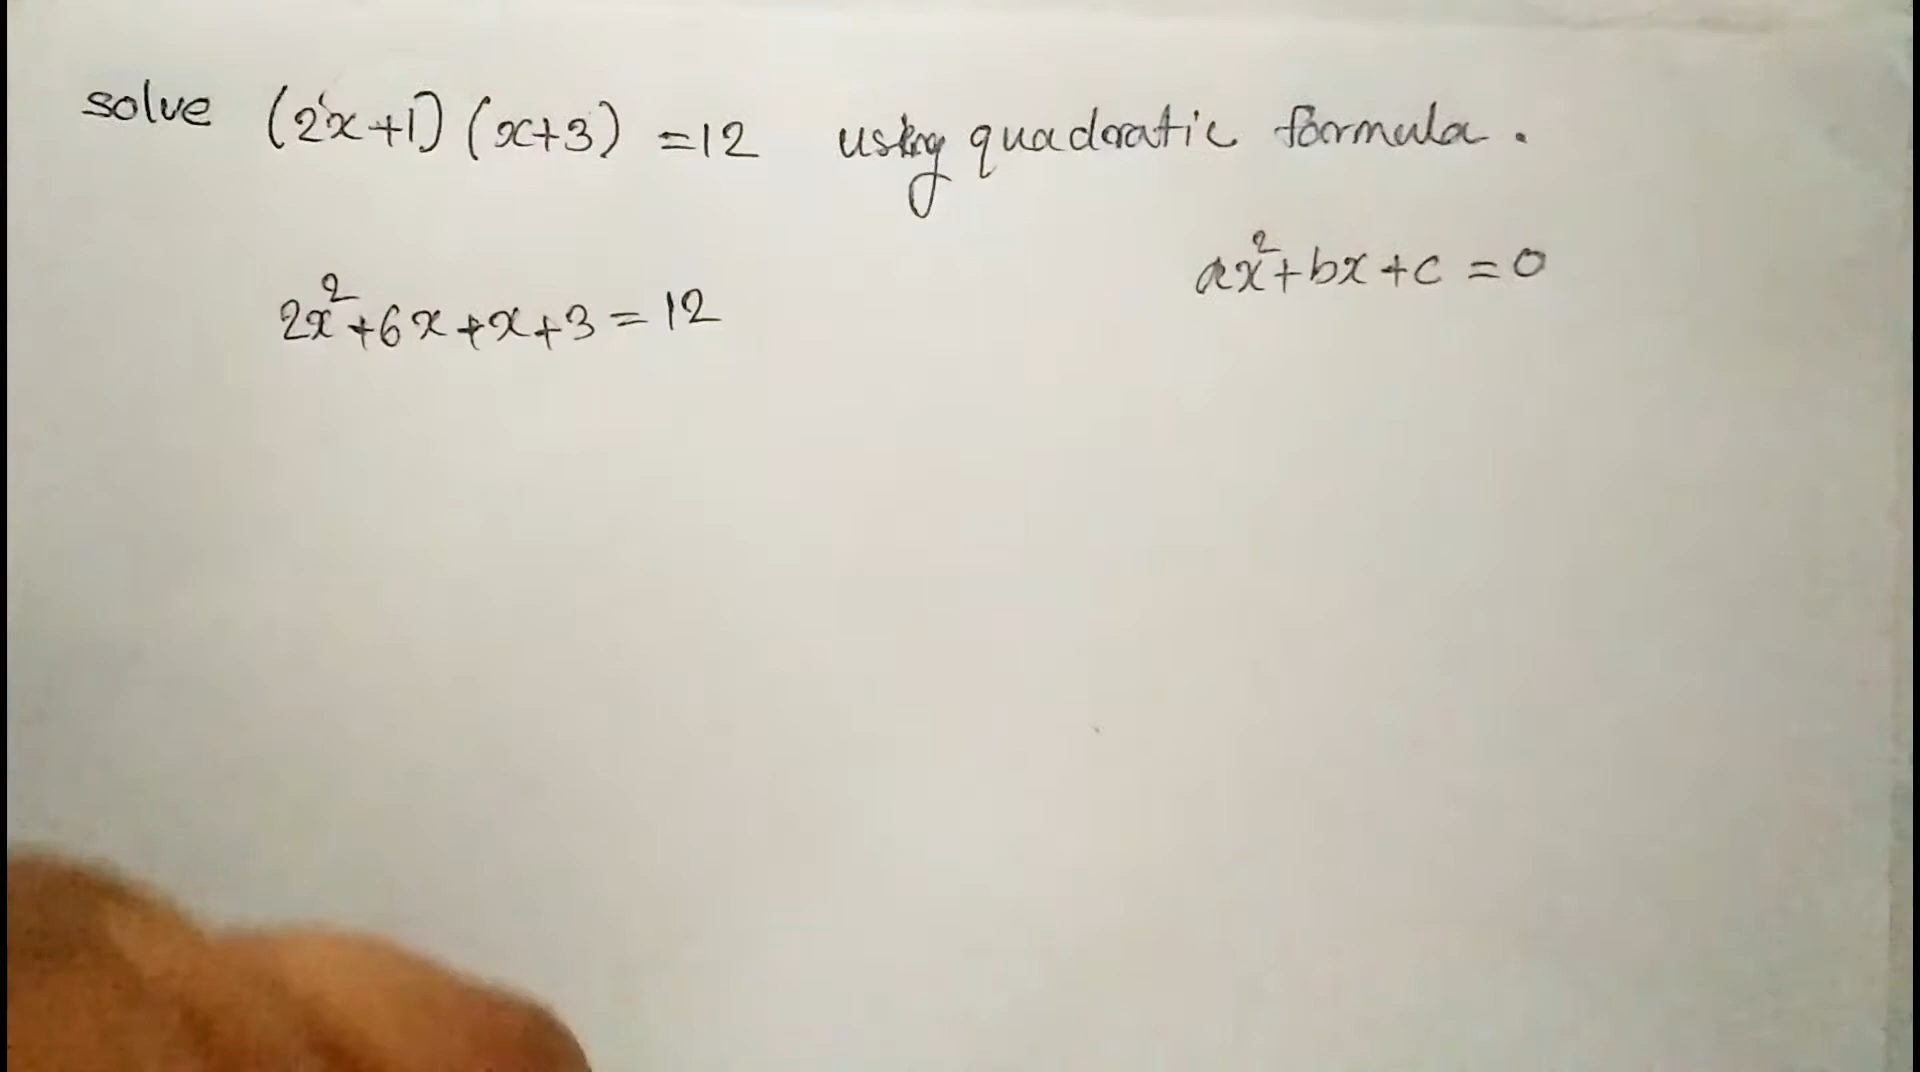 solve (2x+1) (x+3) =12 using quadratic formula.
ax²+bx+c=0
2x²+6x+x+3=12